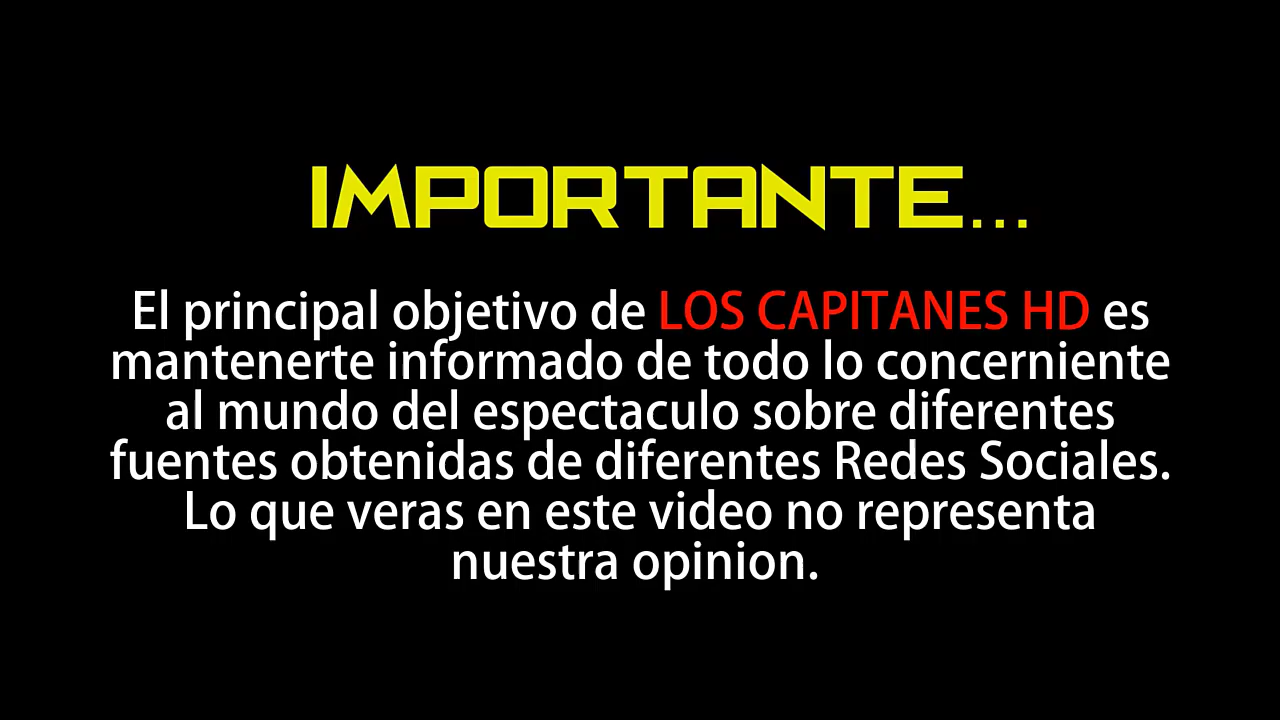 IMPORTANTE...
El principal objetivo de LOS CAPITANES HD es
mantenerte informado de todo lo concerniente
al mundo del espectaculo sobre diferentes
fuentes obtenidas de diferentes Redes Sociales.
Lo que veras en este video no representa
nuestra opinion.